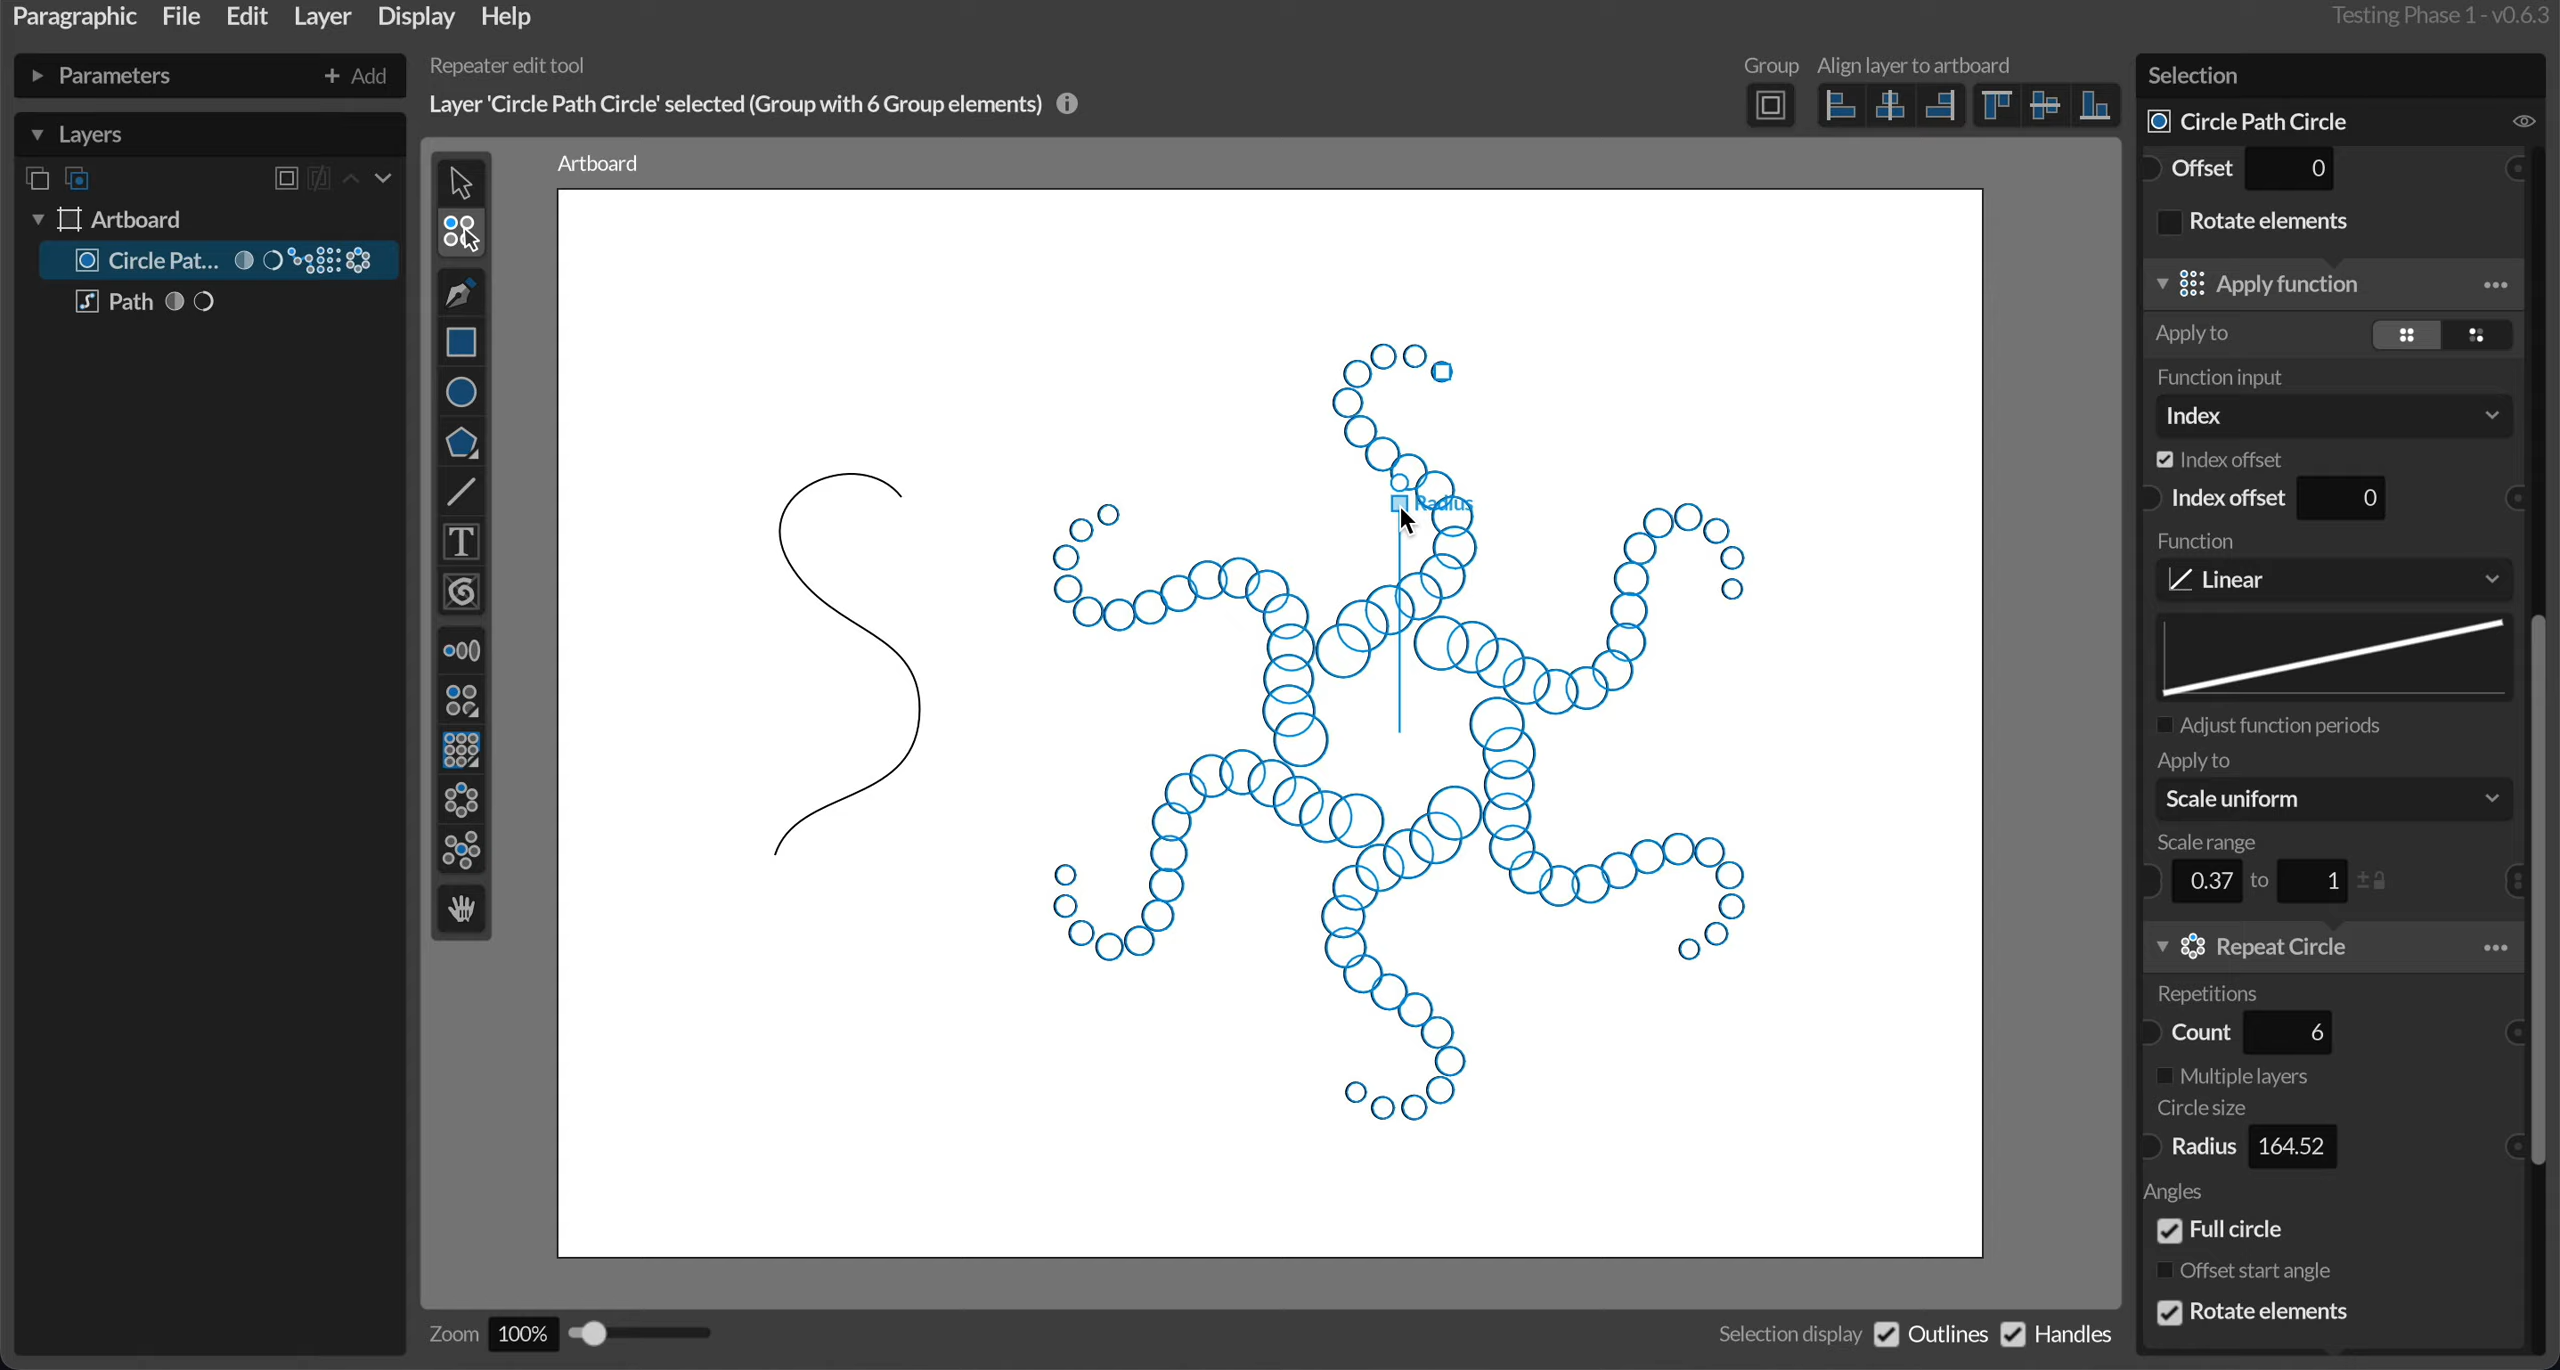 Paragraphic File Edit Layer Display Help
Testing Phase 1 - v0.6.3
Parameters + Add
Layers
Artboard
Circle Pat...
Path
Repeater edit tool
Layer 'Circle Path Circle' selected (Group with 6 Group elements)
Group Align layer to artboard
Artboard
Radius
Zoom 100%
Selection display Outlines Handles
Selection
Circle Path Circle
Offset 0
Rotate elements
Apply function
Apply to
Function input
Index
Index offset
Index offset 0
Function
Linear
Adjust function periods
Apply to
Scale uniform
Scale range
0.37 to 1
Repeat Circle
Repetitions
Count 6
Multiple layers
Circle size
Radius 164.52
Angles
Full circle
Offset start angle
Rotate elements